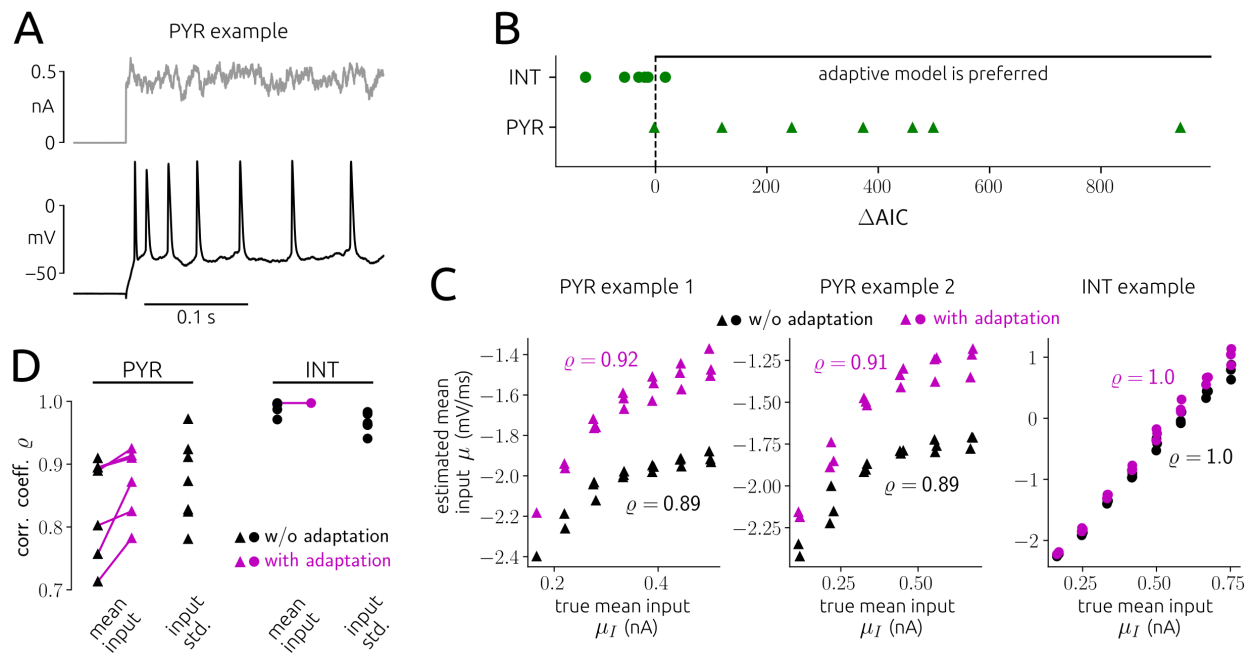 A
PYR example
0.5
nA
0
0
mV
−50
0.1 s
B
INT
adaptive model is preferred
PYR
0
200
400
600
800
ΔAIC
C
PYR example 1
PYR example 2
INT example
w/o adaptation
with adaptation
estimated mean
input μ (mV/ms)
−1.4
−1.6
−1.8
−2.0
−2.2
−2.4
ϱ = 0.92
ϱ = 0.89
0.2
0.4
true mean input
μI (nA)
−1.25
−1.50
−1.75
−2.00
−2.25
ϱ = 0.91
ϱ = 0.89
0.25
0.50
true mean input
μI (nA)
1
0
−1
−2
ϱ = 1.0
ϱ = 1.0
0.25
0.50
0.75
true mean input
μI (nA)
D
PYR
INT
corr. coeff. ϱ
1.0
0.9
0.8
0.7
w/o adaptation
with adaptation
mean
input
input
std.
mean
input
input
std.